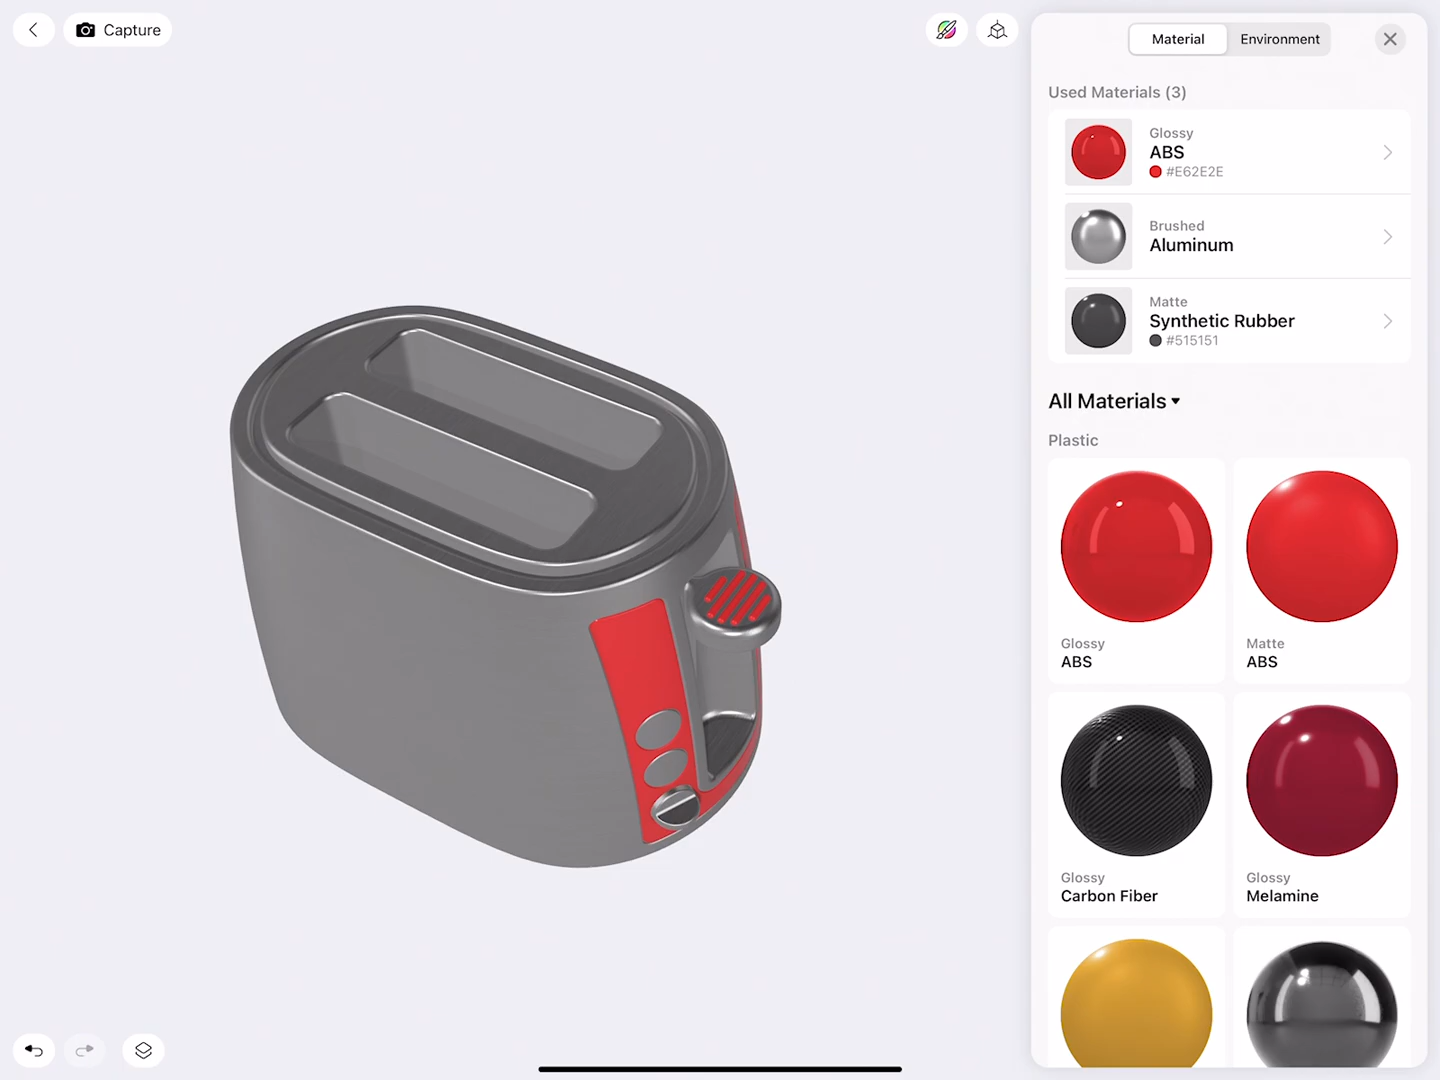 Capture
Material
Environment
Used Materials (3)
Glossy
ABS
#E62E2E
Brushed
Aluminum
Matte
Synthetic Rubber
#515151
All Materials
Plastic
Glossy
ABS
Matte
ABS
Glossy
Carbon Fiber
Glossy
Melamine